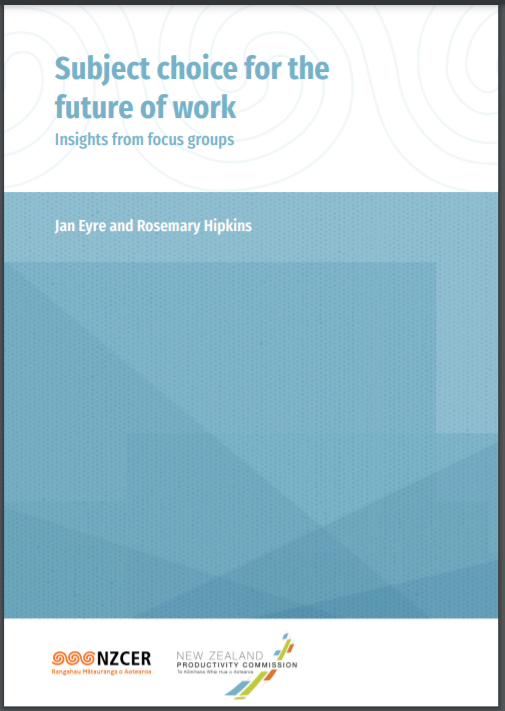 Subject choice for the
future of work
Insights from focus groups
Jan Eyre and Rosemary Hipkins
NZCER
Rangahau Mātauranga o Aotearoa
NEW ZEALAND
PRODUCTIVITY COMMISSION
Te Kōmihana Whai Hua o Aotearoa